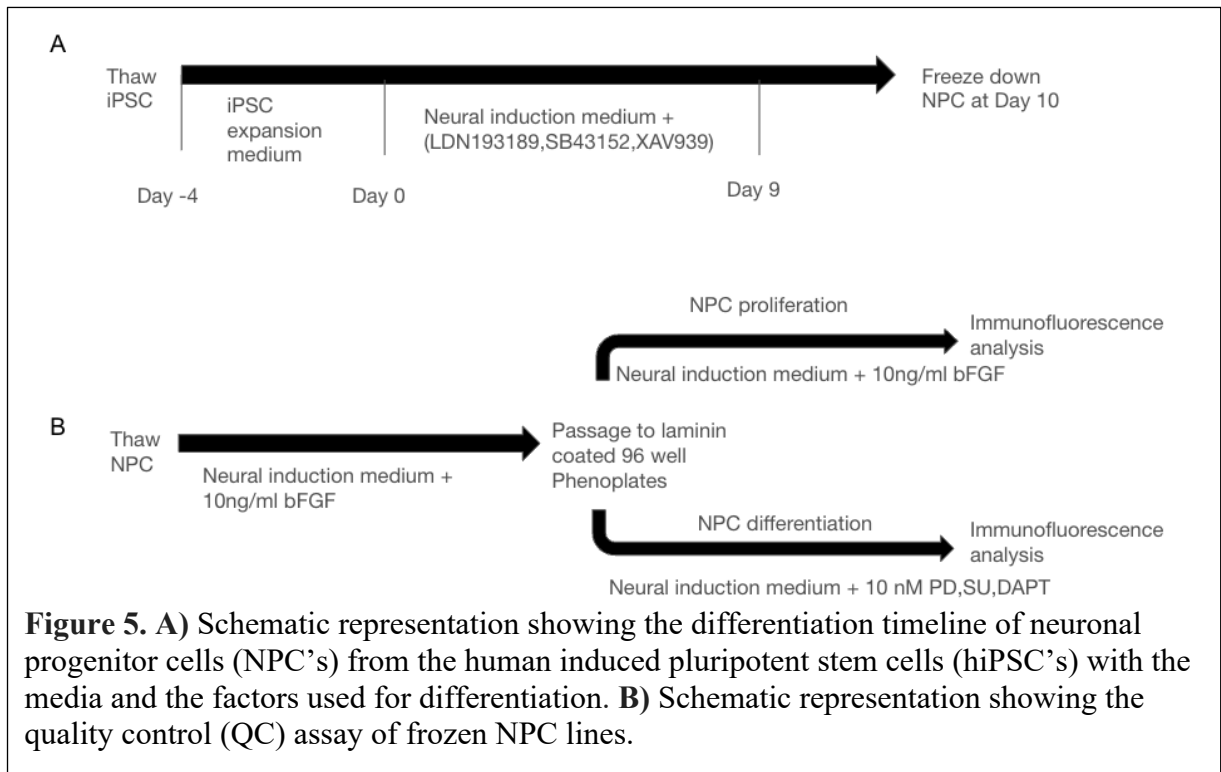 A
Thaw
iPSC
iPSC
expansion
medium
Neural induction medium +
(LDN193189,SB43152,XAV939)
Freeze down
NPC at Day 10
Day -4
Day 0
Day 9
NPC proliferation
Immunofluorescence
analysis
Neural induction medium + 10ng/ml bFGF
B
Thaw
NPC
Neural induction medium +
10ng/ml bFGF
Passage to laminin
coated 96 well
Phenoplates
NPC differentiation
Immunofluorescence
analysis
Neural induction medium + 10 nM PD,SU,DAPT
Figure 5. A) Schematic representation showing the differentiation timeline of neuronal
progenitor cells (NPC's) from the human induced pluripotent stem cells (hiPSC's) with the
media and the factors used for differentiation. B) Schematic representation showing the
quality control (QC) assay of frozen NPC lines.